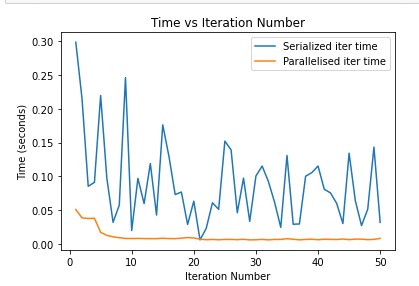 Time vs Iteration Number
Serialized iter time
Parallelised iter time
Time (seconds)
0.30
0.25
0.20
0.15
0.10
0.05
0.00
0 10 20 30 40 50
Iteration Number